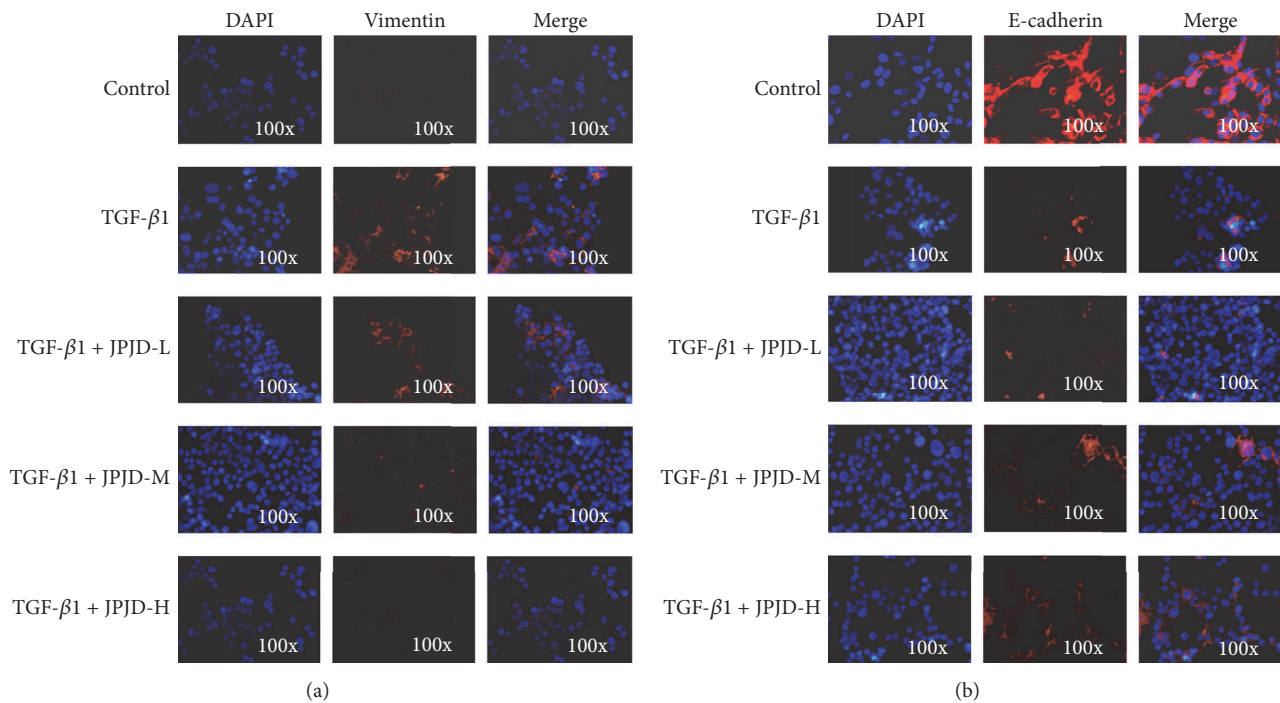 DAPI Vimentin Merge
Control 100x 100x 100x
TGF-β1 100x 100x 100x
TGF-β1 + JPJD-L 100x 100x 100x
TGF-β1 + JPJD-M 100x 100x 100x
TGF-β1 + JPJD-H 100x 100x 100x
(a)
DAPI E-cadherin Merge
Control 100x 100x 100x
TGF-β1 100x 100x 100x
TGF-β1 + JPJD-L 100x 100x 100x
TGF-β1 + JPJD-M 100x 100x 100x
TGF-β1 + JPJD-H 100x 100x 100x
(b)